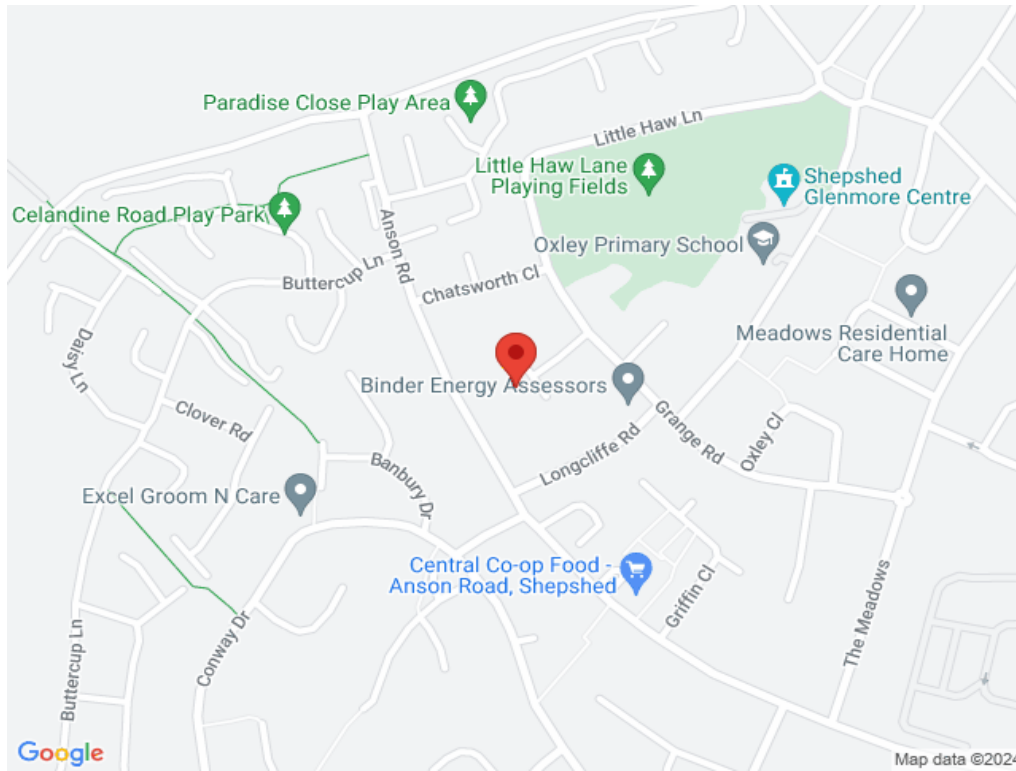 Paradise Close Play Area
Little Haw Ln
Little Haw Lane
Playing Fields
Shepshed
Glenmore Centre
Celandine Road Play Park
Anson Rd
Oxley Primary School
Buttercup Ln
Chatsworth Cl
Meadows Residential
Care Home
Daisy Ln
Binder Energy Assessors
Clover Rd
Grange Rd
Oxley Cl
Longcliffe Rd
Banbury Dr
Excel Groom N Care
Central Co-op Food -
Anson Road, Shepshed
Griffin Cl
The Meadows
Conway Dr
Buttercup Ln
Google
Map data ©2024